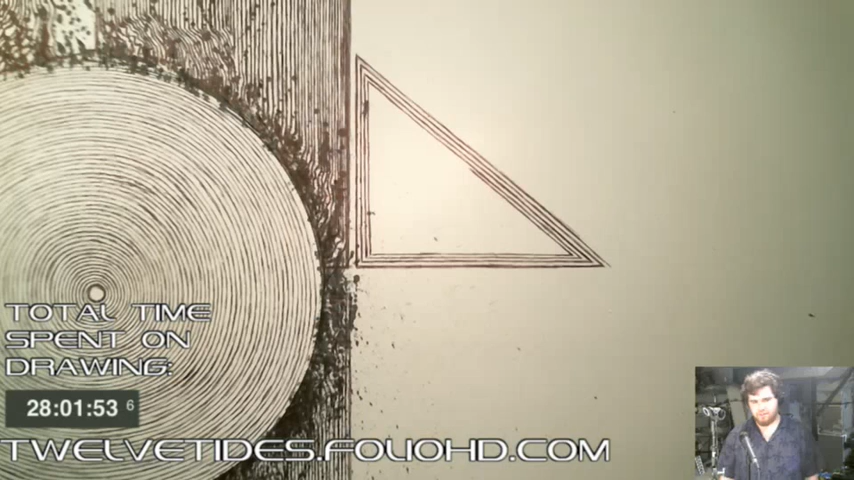 TOTAL TIME
SPENT ON
DRAWING:
28:01:53 6
TWELVETIDES.FOLIOHD.COM